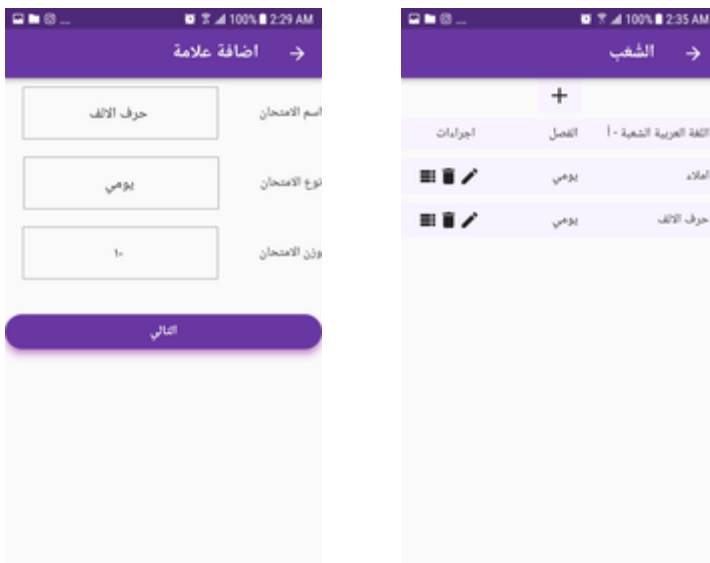 100% 2:29 AM
اضافة علامة
اسم الامتحان
حرف الالف
نوع الامتحان
يومي
وزن الامتحان
١٠
التالي
100% 2:35 AM
الشُعَب
+
اللغة العربية الشعبة - أ الفصل اجراءات
املاء يومي
حرف الالف يومي